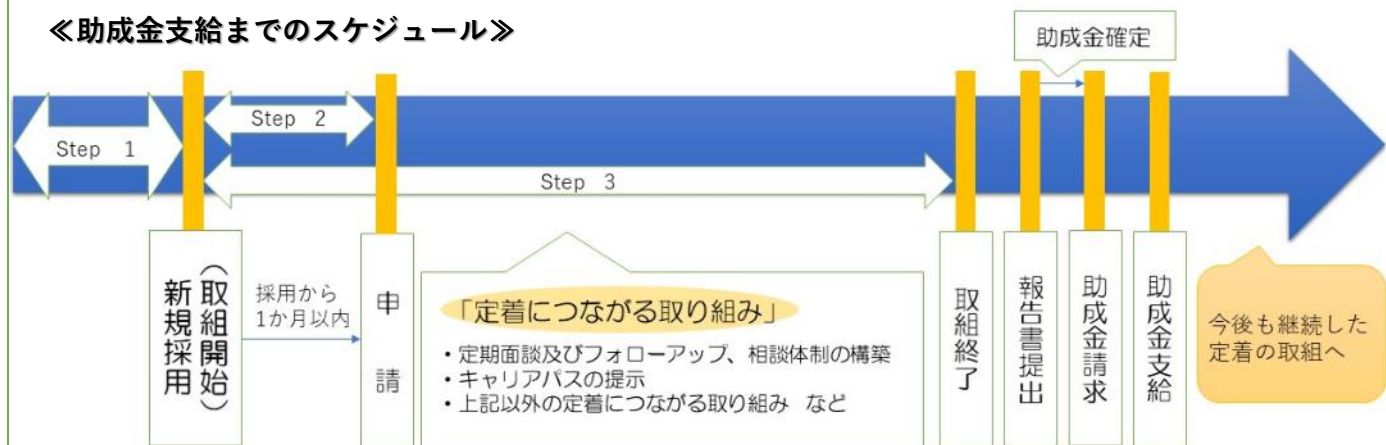 ≪助成金支給までのスケジュール≫
助成金確定
Step 1
Step 2
Step 3
新規採用
（取組開始）
採用から
1か月以内
申請
「定着につながる取り組み」
・定期面談及びフォローアップ、相談体制の構築
・キャリアパスの提示
・上記以外の定着につながる取り組み など
取組終了
報告書提出
助成金請求
助成金支給
今後も継続した
定着の取組へ